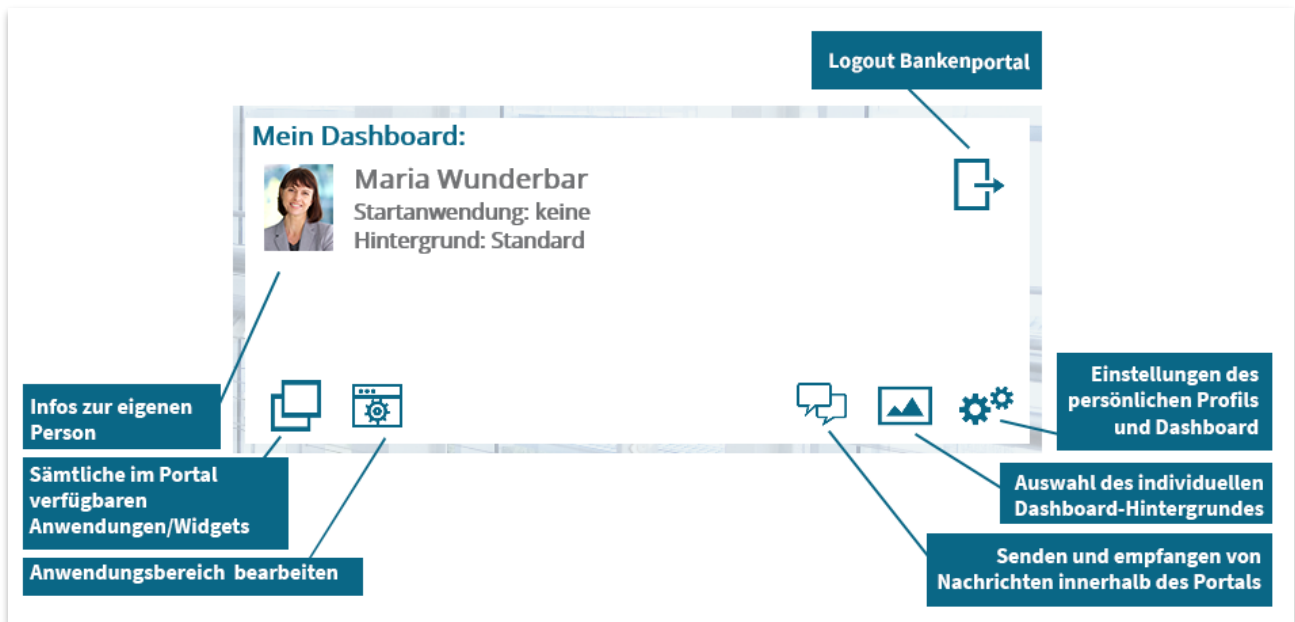 Logout Bankenportal
Mein Dashboard:
Maria Wunderbar
Startanwendung: keine
Hintergrund: Standard
Infos zur eigenen
Person
Sämtliche im Portal
verfügbaren
Anwendungen/Widgets
Anwendungsbereich bearbeiten
Einstellungen des
persönlichen Profils
und Dashboard
Auswahl des individuellen
Dashboard-Hintergrundes
Senden und empfangen von
Nachrichten innerhalb des Portals